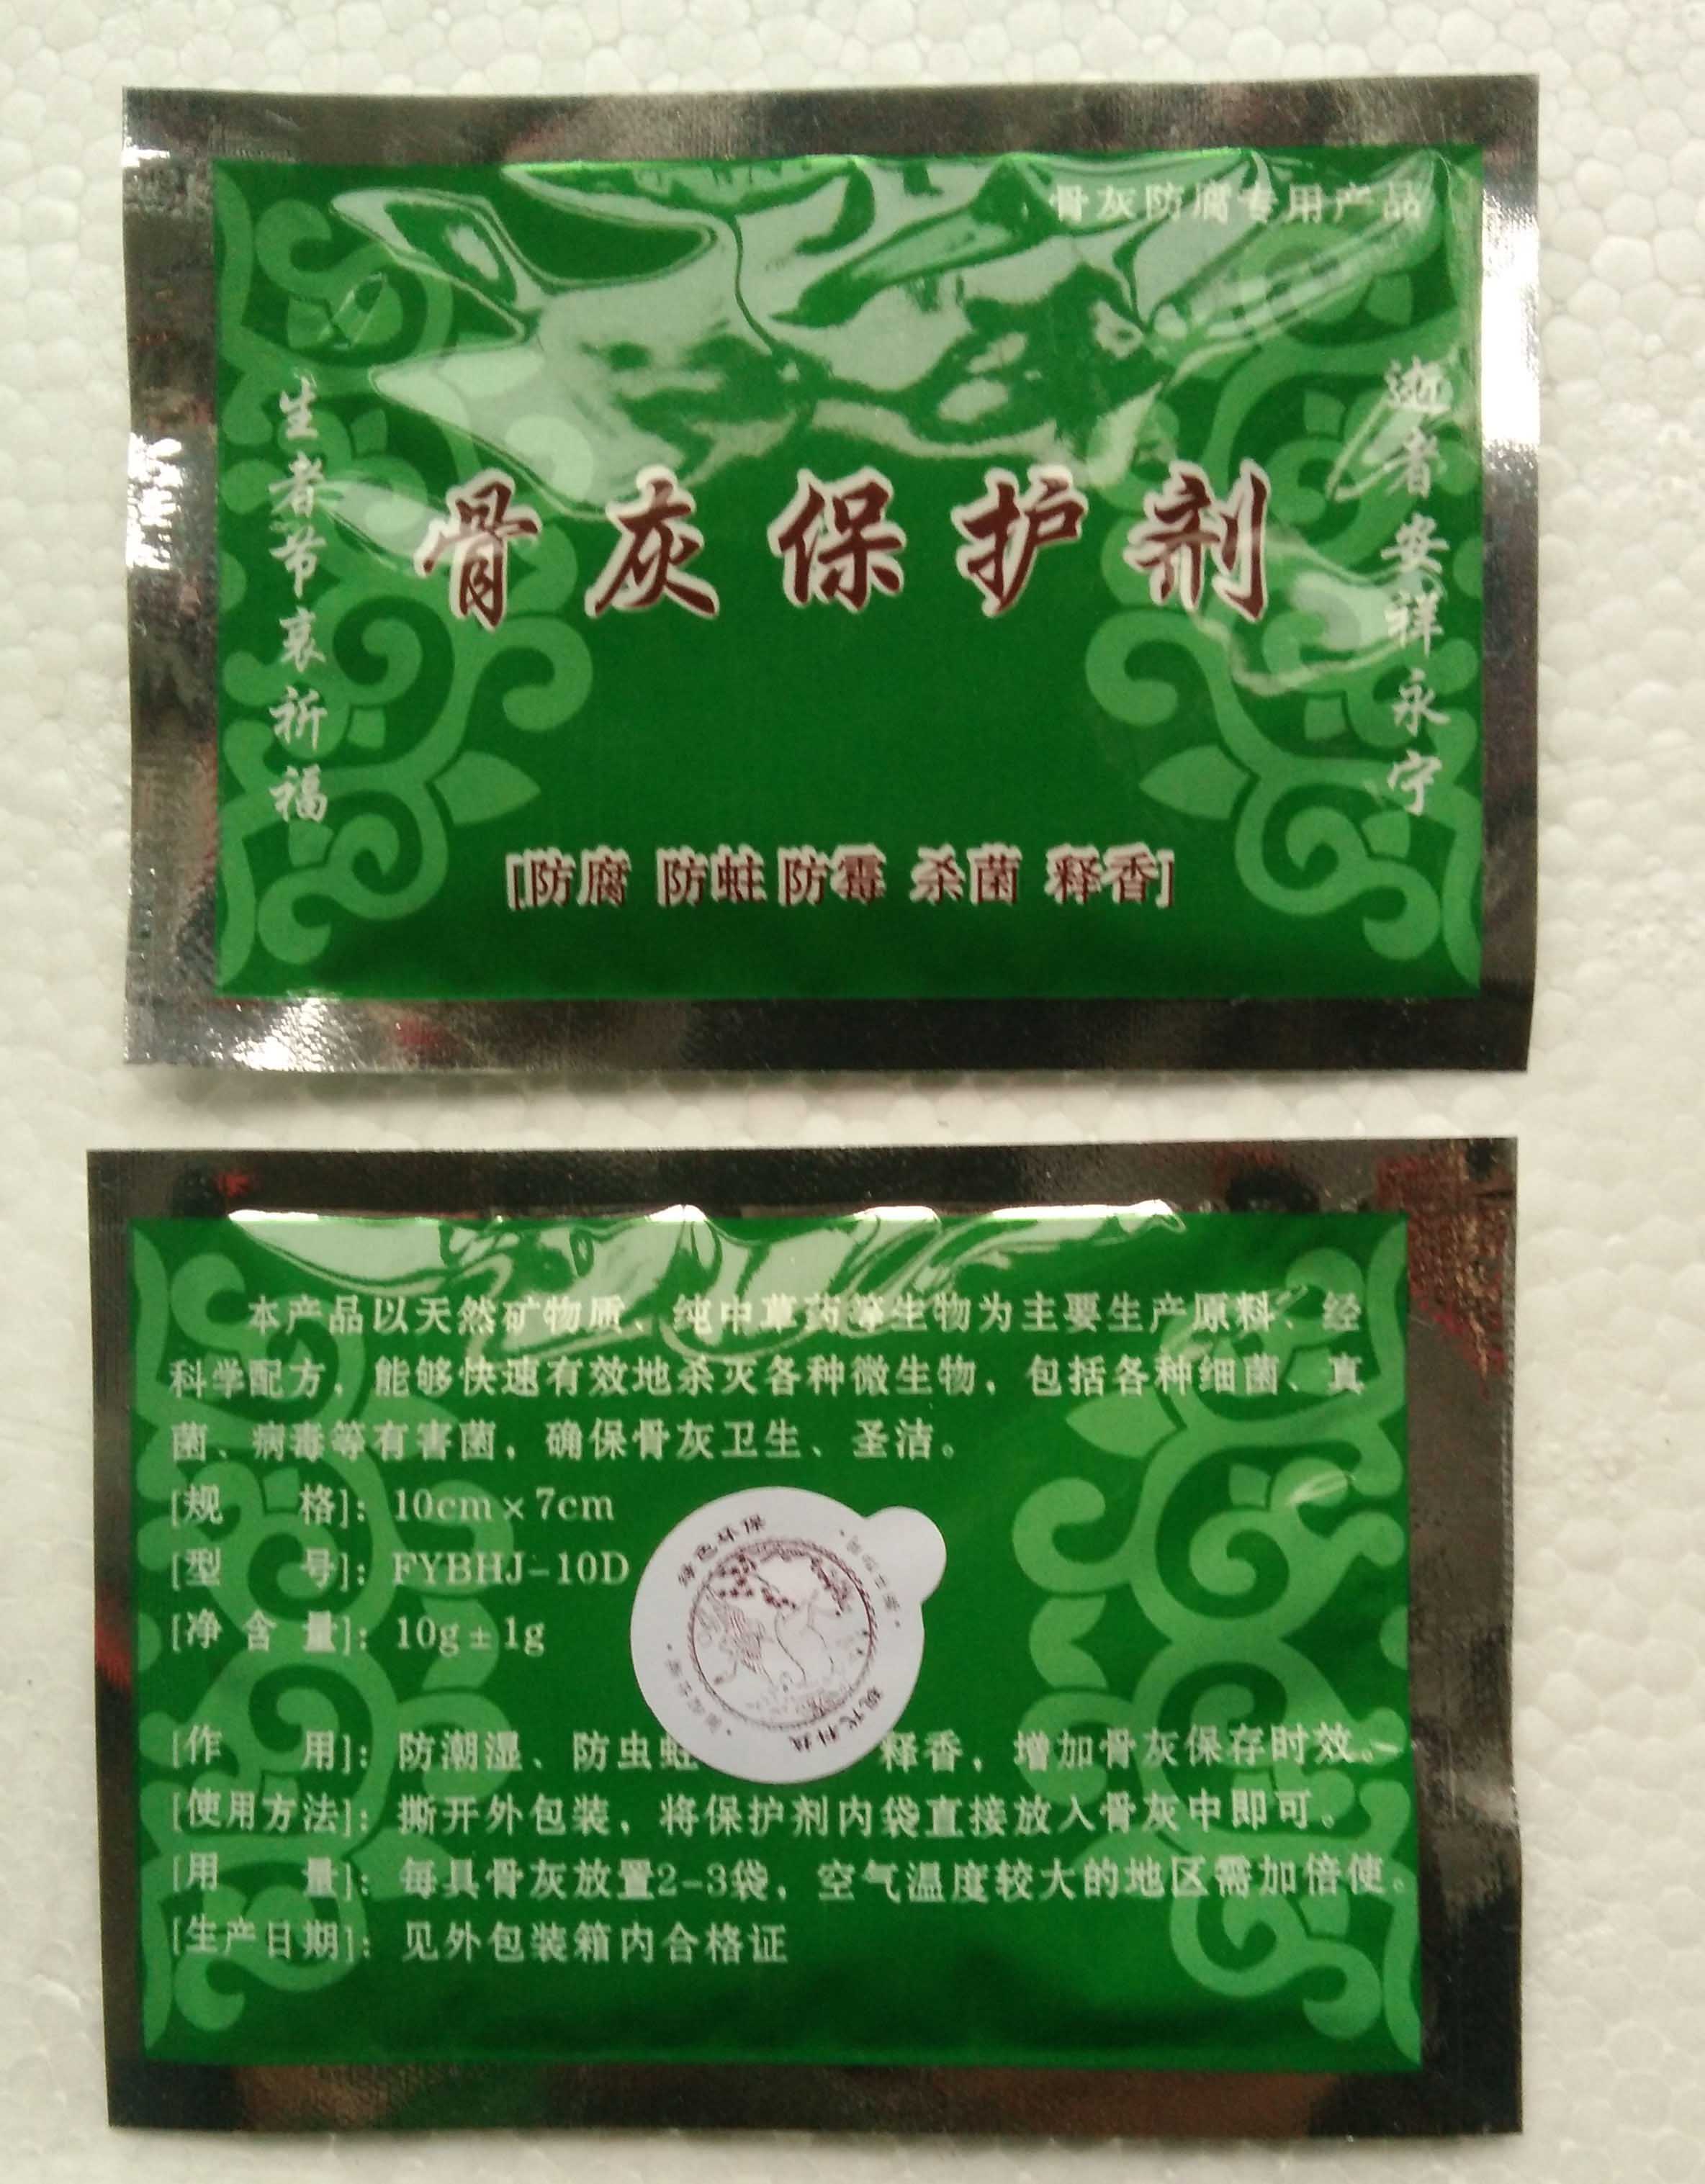 骨灰防腐专用产品
逝者安祥永宁
生者节哀祈福
骨灰保护剂
[防腐 防蛀 防霉 杀菌 释香]
本产品以天然矿物质、纯中草药等生物为主要生产原料、经
科学配方，能够快速有效地杀灭各种微生物，包括各种细菌、真
菌、病毒等有害菌，确保骨灰卫生、圣洁。
[规 格]：10cm×7cm
[型 号]：FYBHJ-10D
[净 含 量]：10g±1g
绿色环保
现代科技
[作 用]：防潮湿、防虫蛀 释香，增加骨灰保存时效。
[使用方法]：撕开外包装，将保护剂内袋直接放入骨灰中即可。
[用 量]：每具骨灰放置2-3袋，空气温度较大的地区需加倍使。
[生产日期]：见外包装箱内合格证